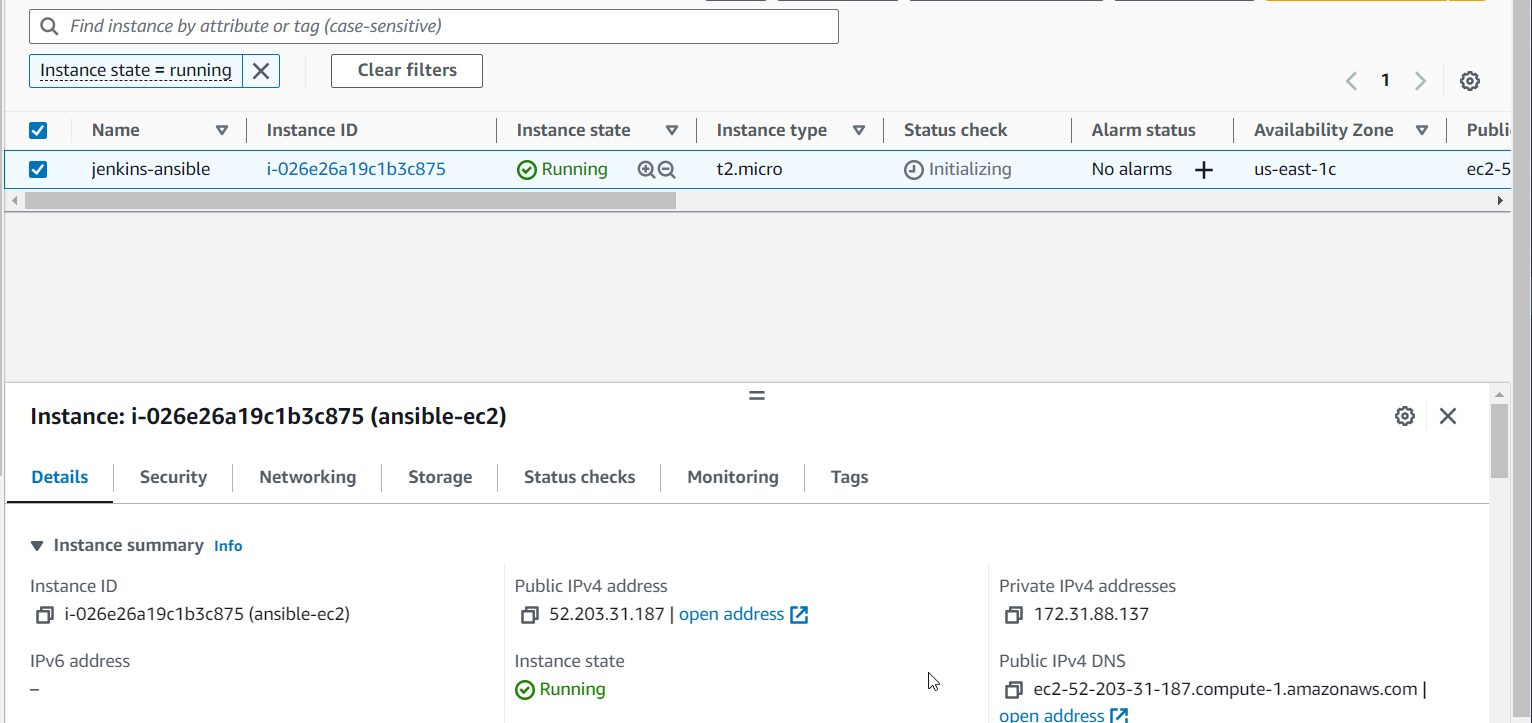 Find instance by attribute or tag (case-sensitive)
Instance state = running
Clear filters
1
Name Instance ID Instance state Instance type Status check Alarm status Availability Zone Publi
jenkins-ansible i-026e26a19c1b3c875 Running t2.micro Initializing No alarms us-east-1c ec2-5
Instance: i-026e26a19c1b3c875 (ansible-ec2)
Details Security Networking Storage Status checks Monitoring Tags
Instance summary Info
Instance ID Public IPv4 address Private IPv4 addresses
i-026e26a19c1b3c875 (ansible-ec2) 52.203.31.187 | open address 172.31.88.137
IPv6 address Instance state Public IPv4 DNS
– Running ec2-52-203-31-187.compute-1.amazonaws.com |
open address